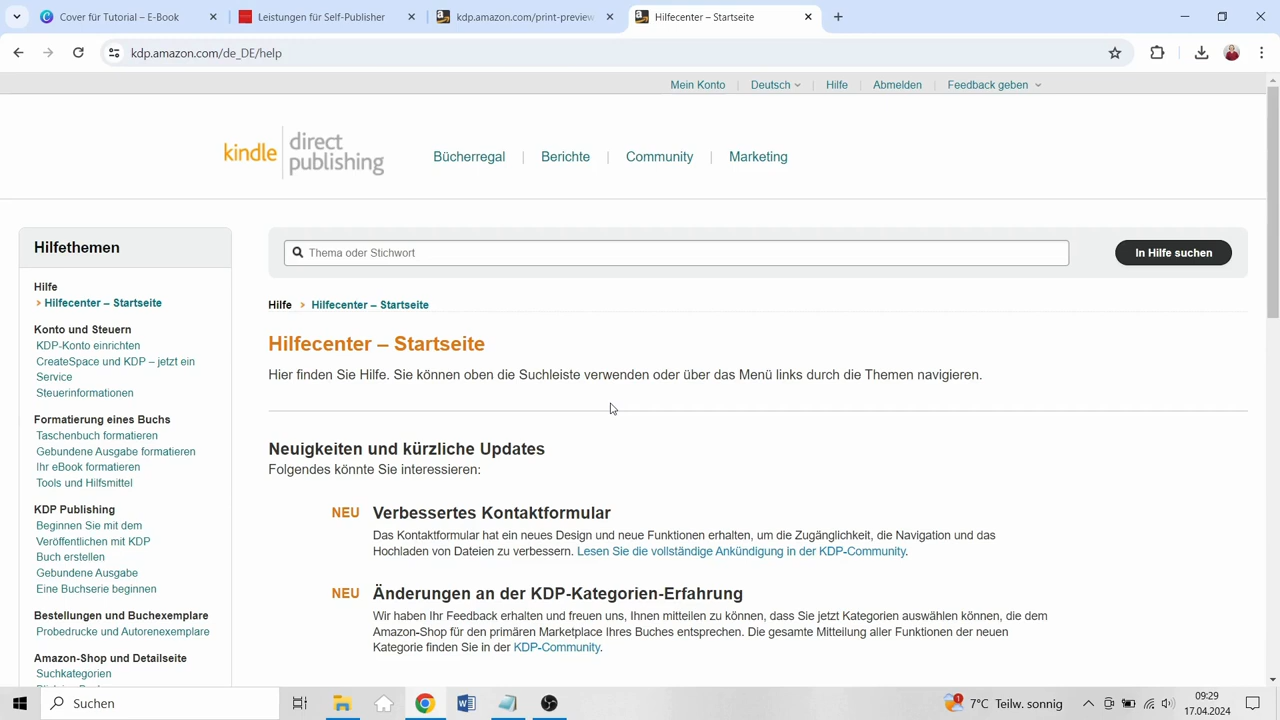 Cover für Tutorial – E-Book
Leistungen für Self-Publisher
kdp.amazon.com/print-preview
Hilfecenter – Startseite
kdp.amazon.com/de_DE/help
Mein Konto
Deutsch
Hilfe
Abmelden
Feedback geben
kindle direct publishing
Bücherregal
Berichte
Community
Marketing
Hilfethemen
Thema oder Stichwort
In Hilfe suchen
Hilfe
Hilfecenter – Startseite
Konto und Steuern
KDP-Konto einrichten
CreateSpace und KDP – jetzt ein
Service
Steuerinformationen
Formatierung eines Buchs
Taschenbuch formatieren
Gebundene Ausgabe formatieren
Ihr eBook formatieren
Tools und Hilfsmittel
KDP Publishing
Beginnen Sie mit dem
Veröffentlichen mit KDP
Buch erstellen
Gebundene Ausgabe
Eine Buchserie beginnen
Bestellungen und Buchexemplare
Probedrucke und Autorenexemplare
Amazon-Shop und Detailseite
Suchkategorien
Hilfe > Hilfecenter – Startseite
Hilfecenter – Startseite
Hier finden Sie Hilfe. Sie können oben die Suchleiste verwenden oder über das Menü links durch die Themen navigieren.
Neuigkeiten und kürzliche Updates
Folgendes könnte Sie interessieren:
NEU Verbessertes Kontaktformular
Das Kontaktformular hat ein neues Design und neue Funktionen erhalten, um die Zugänglichkeit, die Navigation und das
Hochladen von Dateien zu verbessern. Lesen Sie die vollständige Ankündigung in der KDP-Community.
NEU Änderungen an der KDP-Kategorien-Erfahrung
Wir haben Ihr Feedback erhalten und freuen uns, Ihnen mitteilen zu können, dass Sie jetzt Kategorien auswählen können, die dem
Amazon-Shop für den primären Marketplace Ihres Buches entsprechen. Die gesamte Mitteilung aller Funktionen der neuen
Kategorie finden Sie in der KDP-Community.
Suchen
1
7°C Teilw. sonnig
09:29
17.04.2024